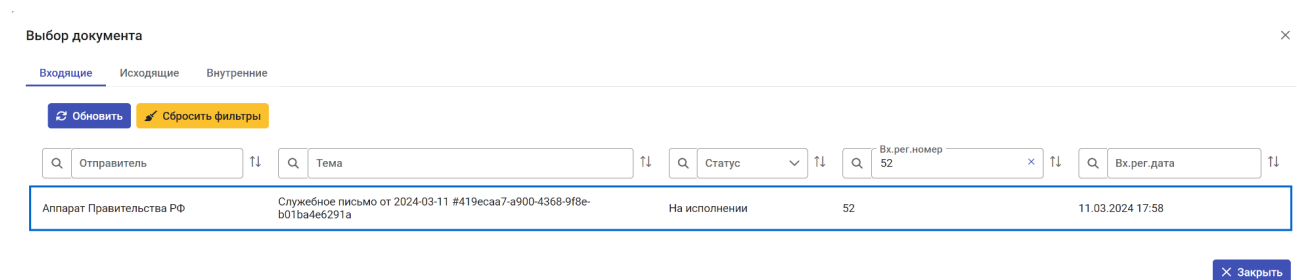 Выбор документа
Входящие Исходящие Внутренние
Обновить Сбросить фильтры
Вх.рег.номер
Отправитель Тема Статус 52 Вх.рег.дата
Аппарат Правительства РФ Служебное письмо от 2024-03-11 #419ecaa7-a900-4368-9f8e- На исполнении 52 11.03.2024 17:58
b01ba4e6291a
Закрыть